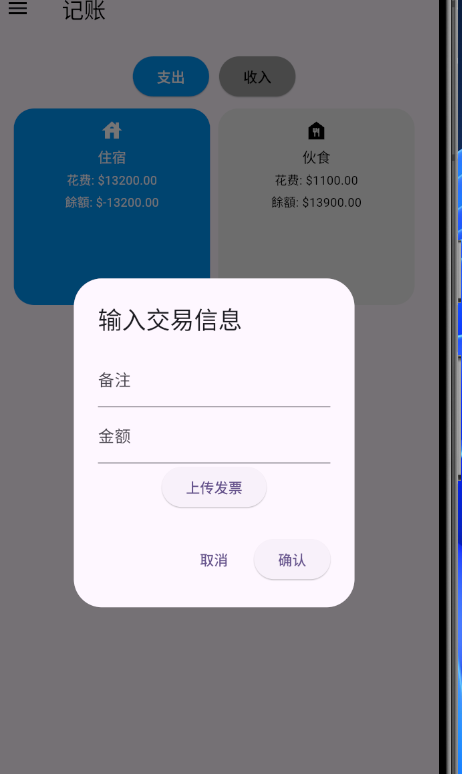 记账
支出
收入
住宿
花费: $13200.00
餘額: $-13200.00
伙食
花费: $1100.00
餘額: $13900.00
输入交易信息
备注
金额
上传发票
取消
确认